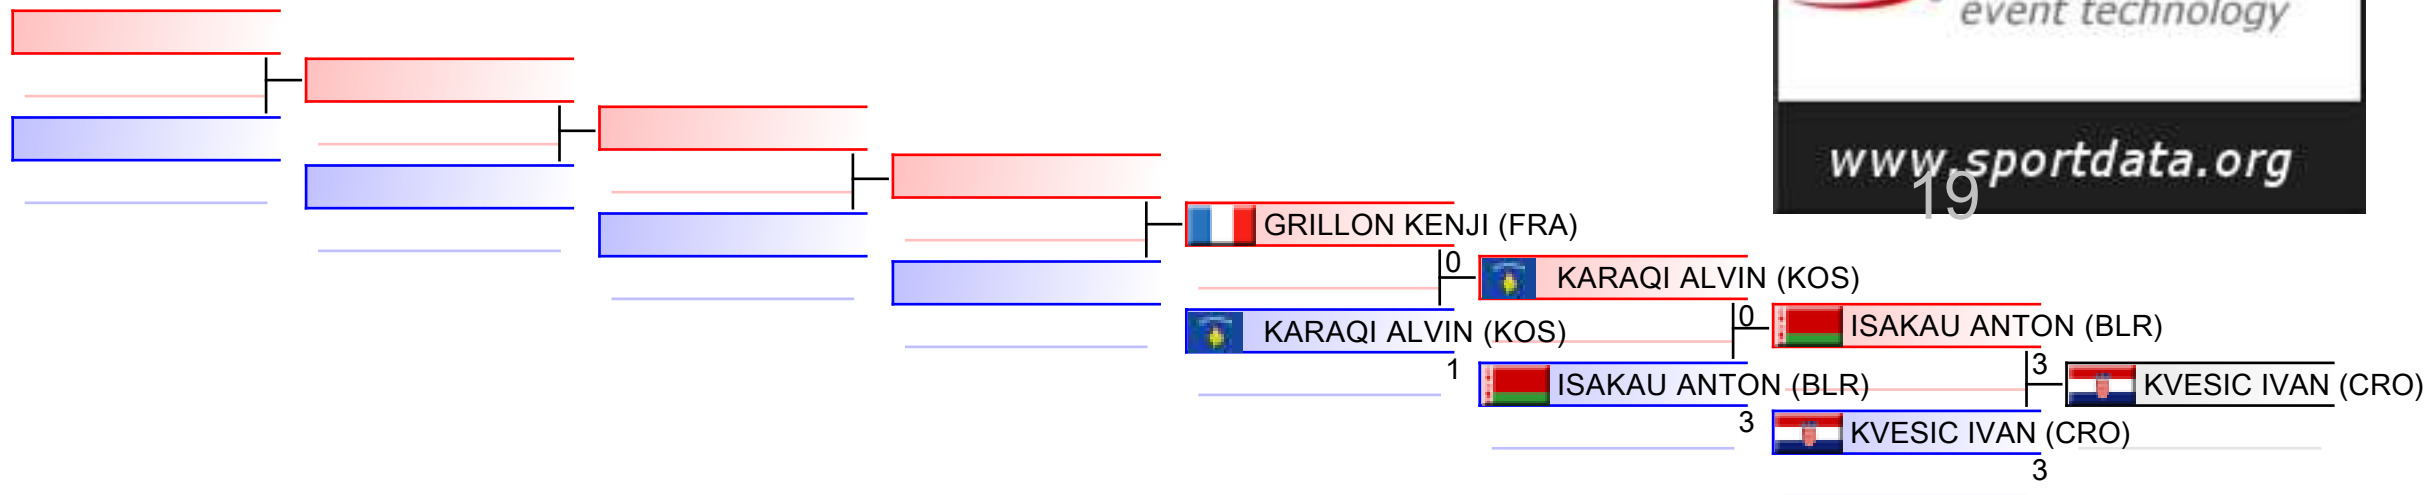 event technology
www.sportdata.org
19
GRILLON KENJI (FRA)
0
KARAQI ALVIN (KOS)
KARAQI ALVIN (KOS)
1
0
ISAKAU ANTON (BLR)
ISAKAU ANTON (BLR)
3
3
KVESIC IVAN (CRO)
KVESIC IVAN (CRO)
3